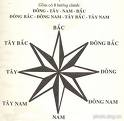 Gồm có 8 hướng chính
ĐÔNG - TÂY - NAM - BẮC
ĐÔNG BẮC - ĐÔNG NAM - TÂY BẮC - TÂY NAM
BẮC
TÂY BẮC ĐÔNG BẮC
TÂY ĐÔNG
TÂY NAM ĐÔNG NAM
NAM